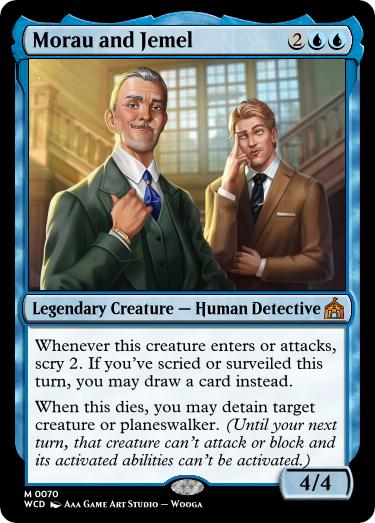 Morau and Jemel 2
Legendary Creature — Human Detective
Whenever this creature enters or attacks,
scry 2. If you've scried or surveiled this
turn, you may draw a card instead.
When this dies, you may detain target
creature or planeswalker. (Until your next
turn, that creature can't attack or block and
its activated abilities can't be activated.)
4/4
M 0070
WCD AAA GAME ART STUDIO — WOOGA